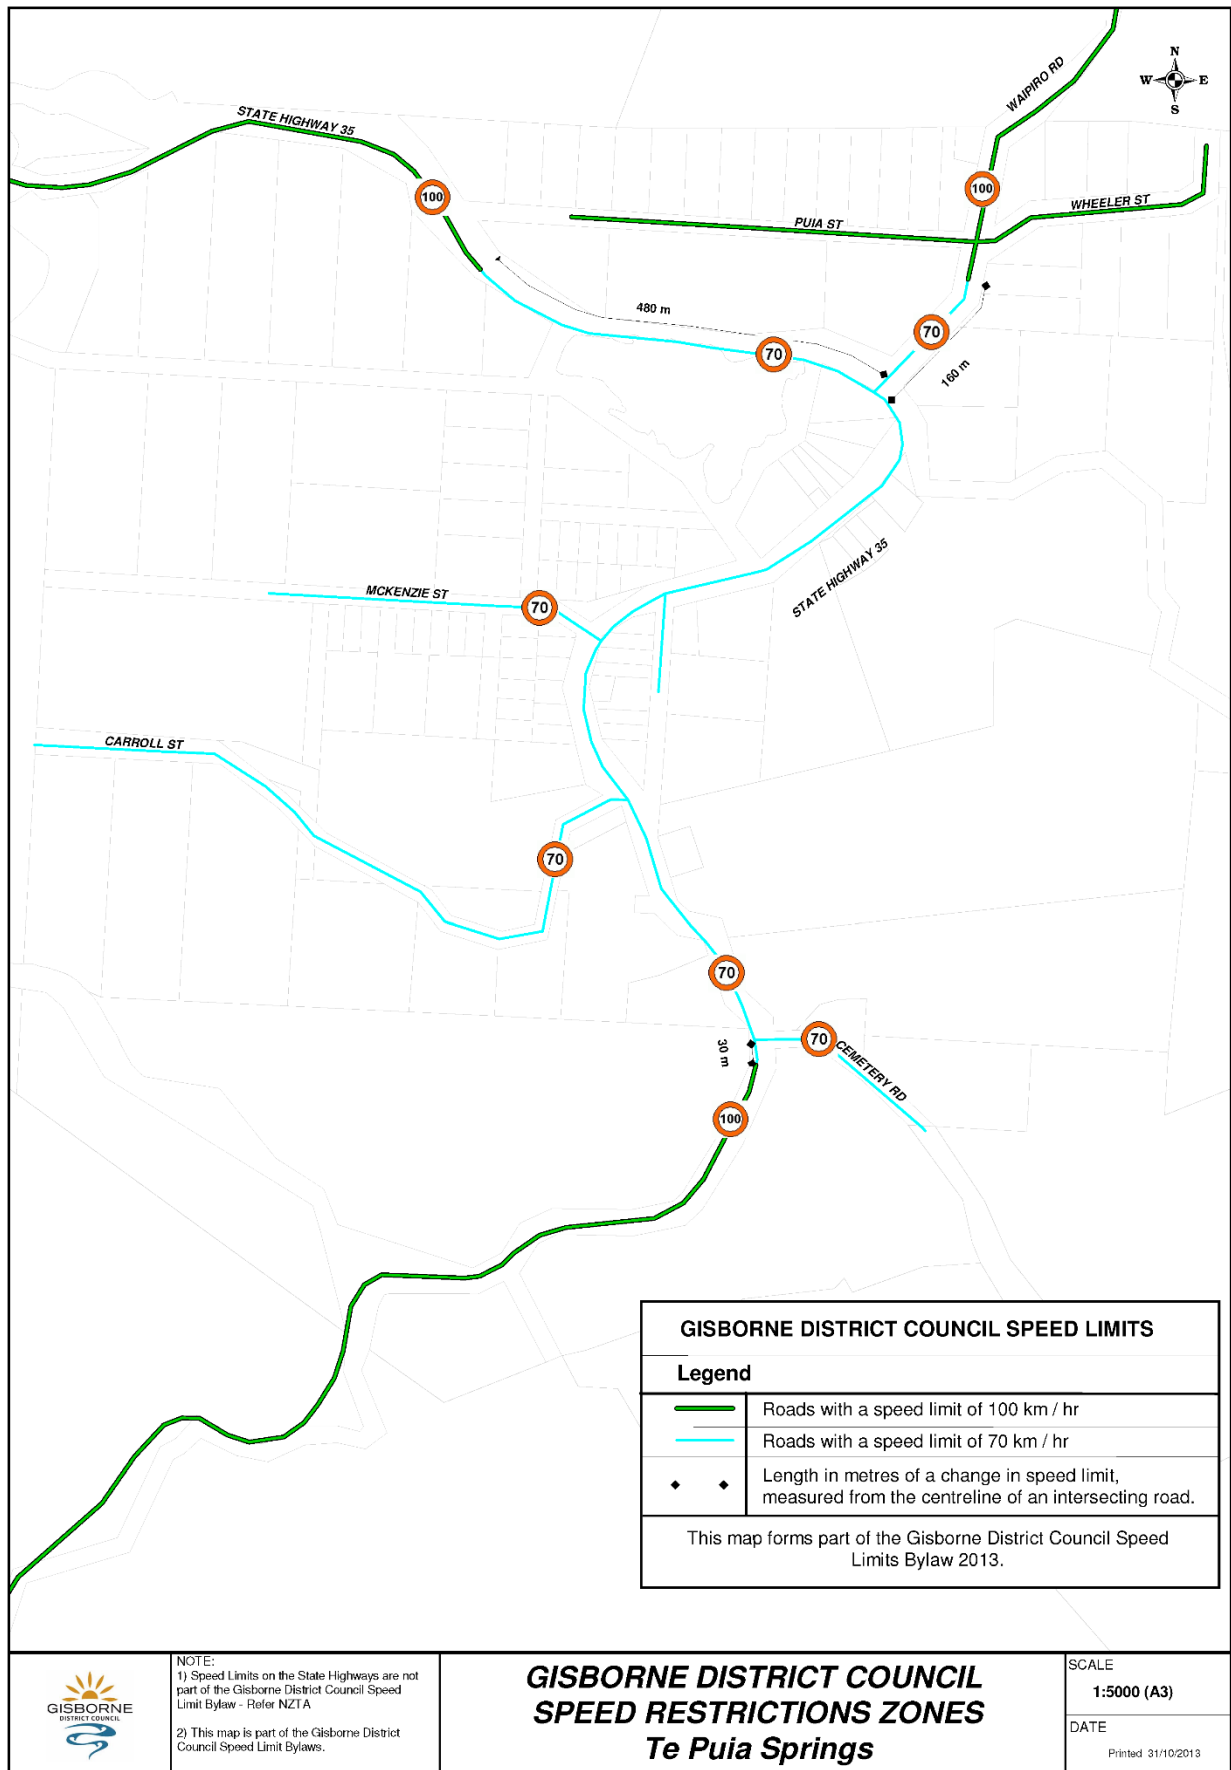 N
W E
S
WAIPIRO RD
STATE HIGHWAY 35
100
100
WHEELER ST
PUIA ST
480 m
70
70
160 m
STATE HIGHWAY 35
MCKENZIE ST
70
CARROLL ST
70
70
30 m
70
CEMETERY RD
100
GISBORNE DISTRICT COUNCIL SPEED LIMITS
Legend
Roads with a speed limit of 100 km / hr
Roads with a speed limit of 70 km / hr
Length in metres of a change in speed limit,
measured from the centreline of an intersecting road.
This map forms part of the Gisborne District Council Speed
Limits Bylaw 2013.
GISBORNE
DISTRICT COUNCIL
NOTE:
1) Speed Limits on the State Highways are not
part of the Gisborne District Council Speed
Limit Bylaw - Refer NZTA
2) This map is part of the Gisborne District
Council Speed Limit Bylaws.
GISBORNE DISTRICT COUNCIL
SPEED RESTRICTIONS ZONES
Te Puia Springs
SCALE
1:5000 (A3)
DATE
Printed 31/10/2013